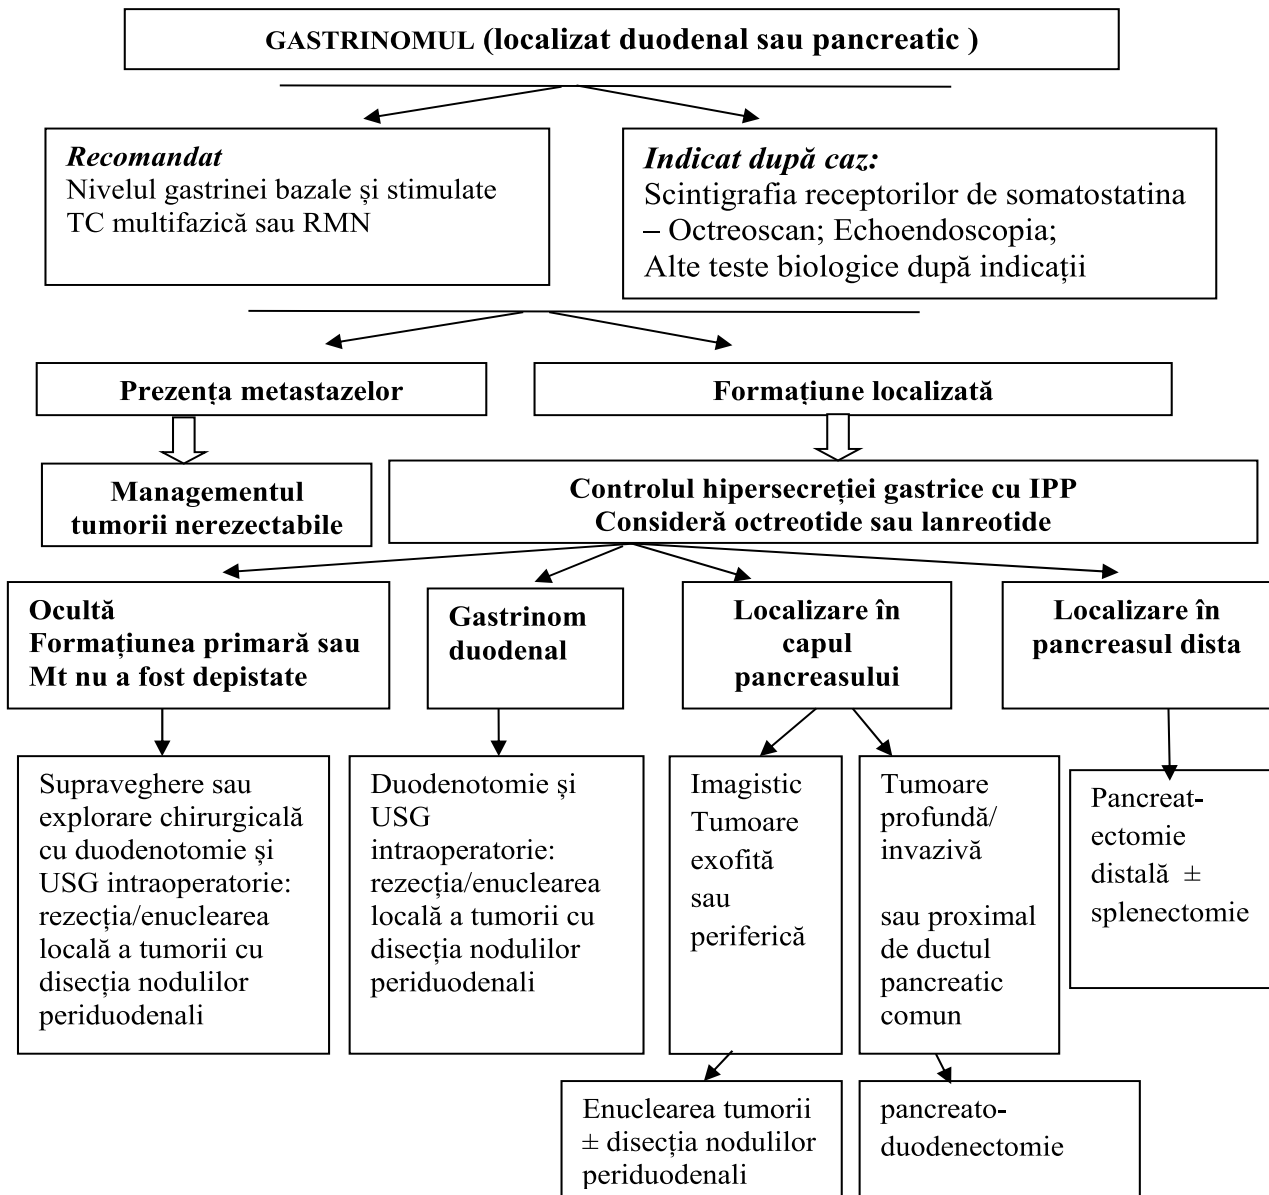 GASTRINOMUL (localizat duodenal sau pancreatic )
Recomandat
Nivelul gastrinei bazale și stimulate
TC multifazică sau RMN
Indicat după caz:
Scintigrafia receptorilor de somatostatina
– Octreoscan; Echoendoscopia;
Alte teste biologice după indicații
Prezența metastazelor
Formațiune localizată
Managementul
tumorii nerezectabile
Controlul hipersecreției gastrice cu IPP
Consideră octreotide sau lanreotide
Ocultă
Formațiunea primară sau
Mt nu a fost depistate
Gastrinom
duodenal
Localizare în
capul
pancreasului
Localizare în
pancreasul dista
Supraveghere sau
explorare chirurgicală
cu duodenotomie și
USG intraoperatorie:
rezecția/enuclearea
locală a tumorii cu
disecția nodulilor
periduodenali
Duodenotomie și
USG
intraoperatorie:
rezecția/enuclearea
locală a tumorii cu
disecția nodulilor
periduodenali
Imagistic
Tumoare
exofită
sau
periferică
Tumoare
profundă/
invazivă
sau proximal
de ductul
pancreatic
comun
Pancreat-
ectomie
distală ±
splenectomie
Enuclearea tumorii
± disecția nodulilor
periduodenali
pancreato-
duodenectomie